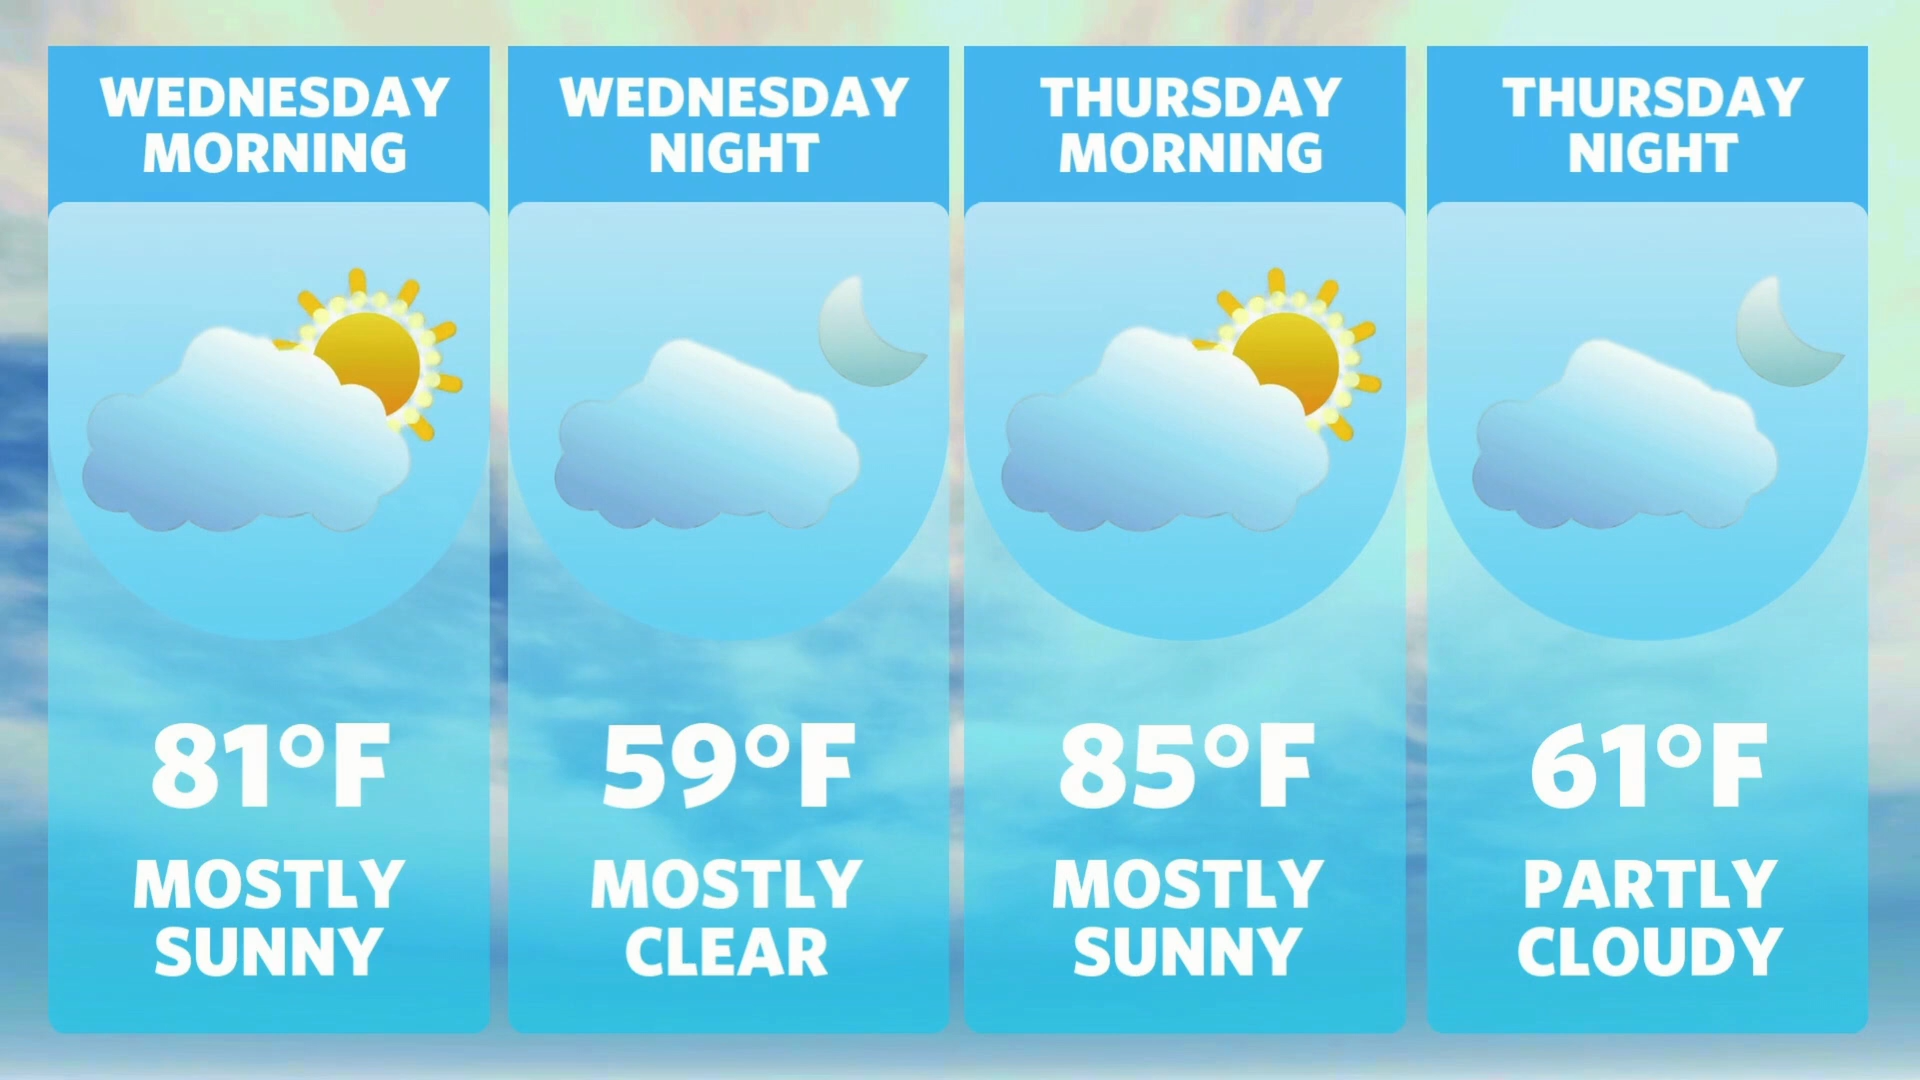 WEDNESDAY
MORNING
81°F
MOSTLY
SUNNY
WEDNESDAY
NIGHT
59°F
MOSTLY
CLEAR
THURSDAY
MORNING
85°F
MOSTLY
SUNNY
THURSDAY
NIGHT
61°F
PARTLY
CLOUDY